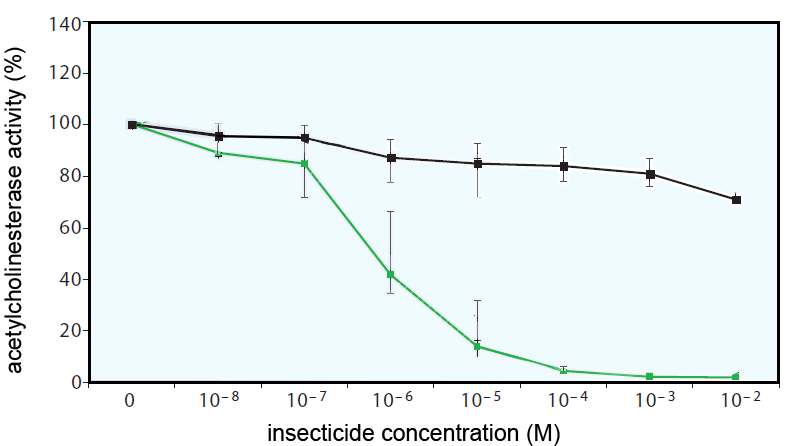 acetylcholinesterase activity (%)
140
120
100
80
60
40
20
0
0 10⁻⁸ 10⁻⁷ 10⁻⁶ 10⁻⁵ 10⁻⁴ 10⁻³ 10⁻²
insecticide concentration (M)